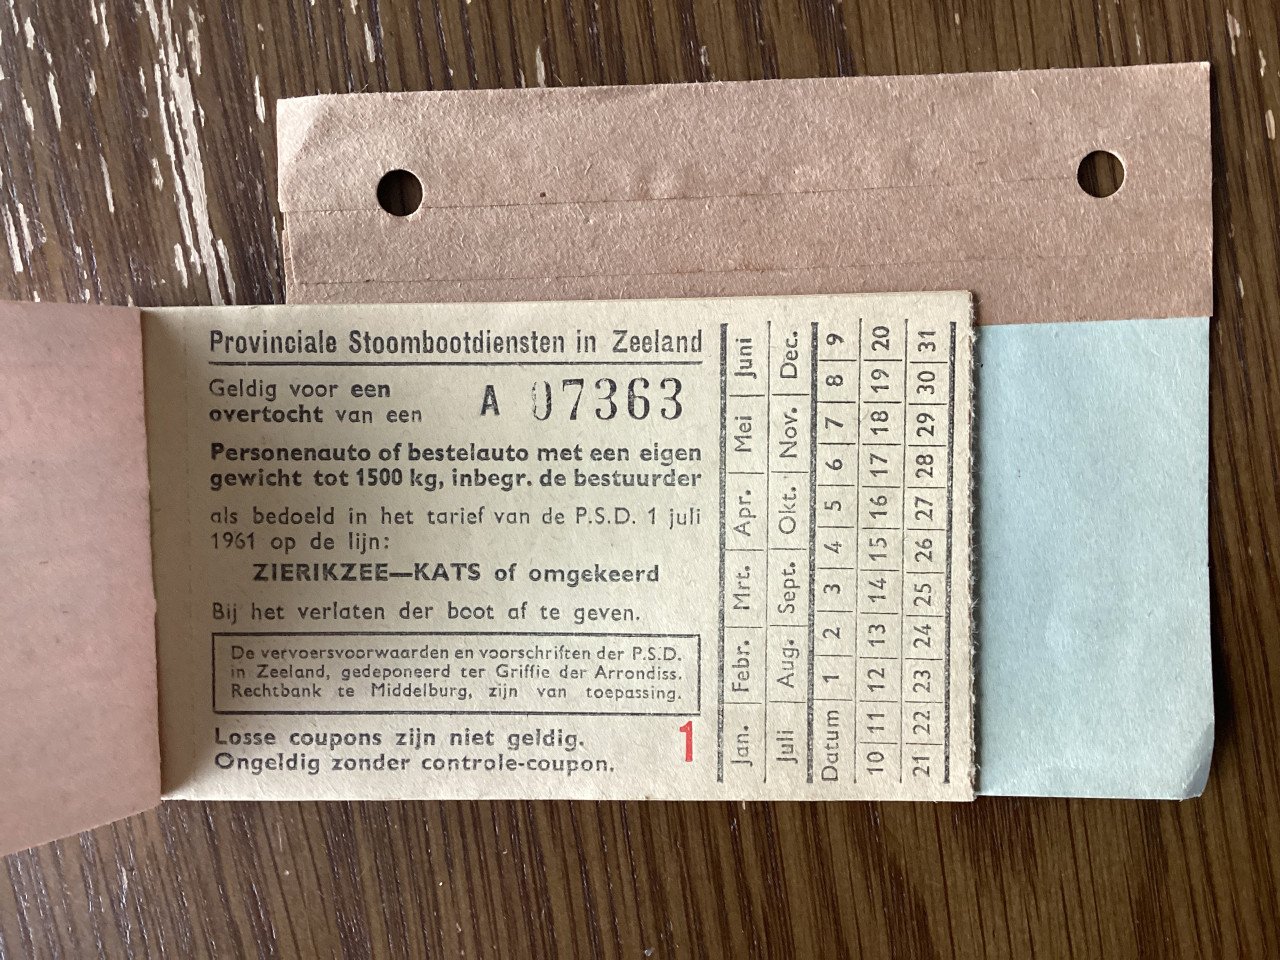 Provinciale Stoombootdiensten in Zeeland
Geldig voor een
overtocht van een
A 07363
Personenauto of bestelauto met een eigen
gewicht tot 1500 kg, inbegr. de bestuurder
als bedoeld in het tarief van de P.S.D. 1 juli
1961 op de lijn:
ZIERIKZEE—KATS of omgekeerd
Bij het verlaten der boot af te geven.
De vervoersvoorwaarden en voorschriften der P.S.D.
in Zeeland, gedeponeerd ter Griffie der Arrondiss.
Rechtbank te Middelburg, zijn van toepassing.
Losse coupons zijn niet geldig.
Ongeldig zonder controle-coupon.
1
Jan. Febr. Mrt. Apr. Mei Juni
Juli Aug. Sept. Okt. Nov. Dec.
Datum 1 2 3 4 5 6 7 8 9
10 11 12 13 14 15 16 17 18 19 20
21 22 23 24 25 26 27 28 29 30 31